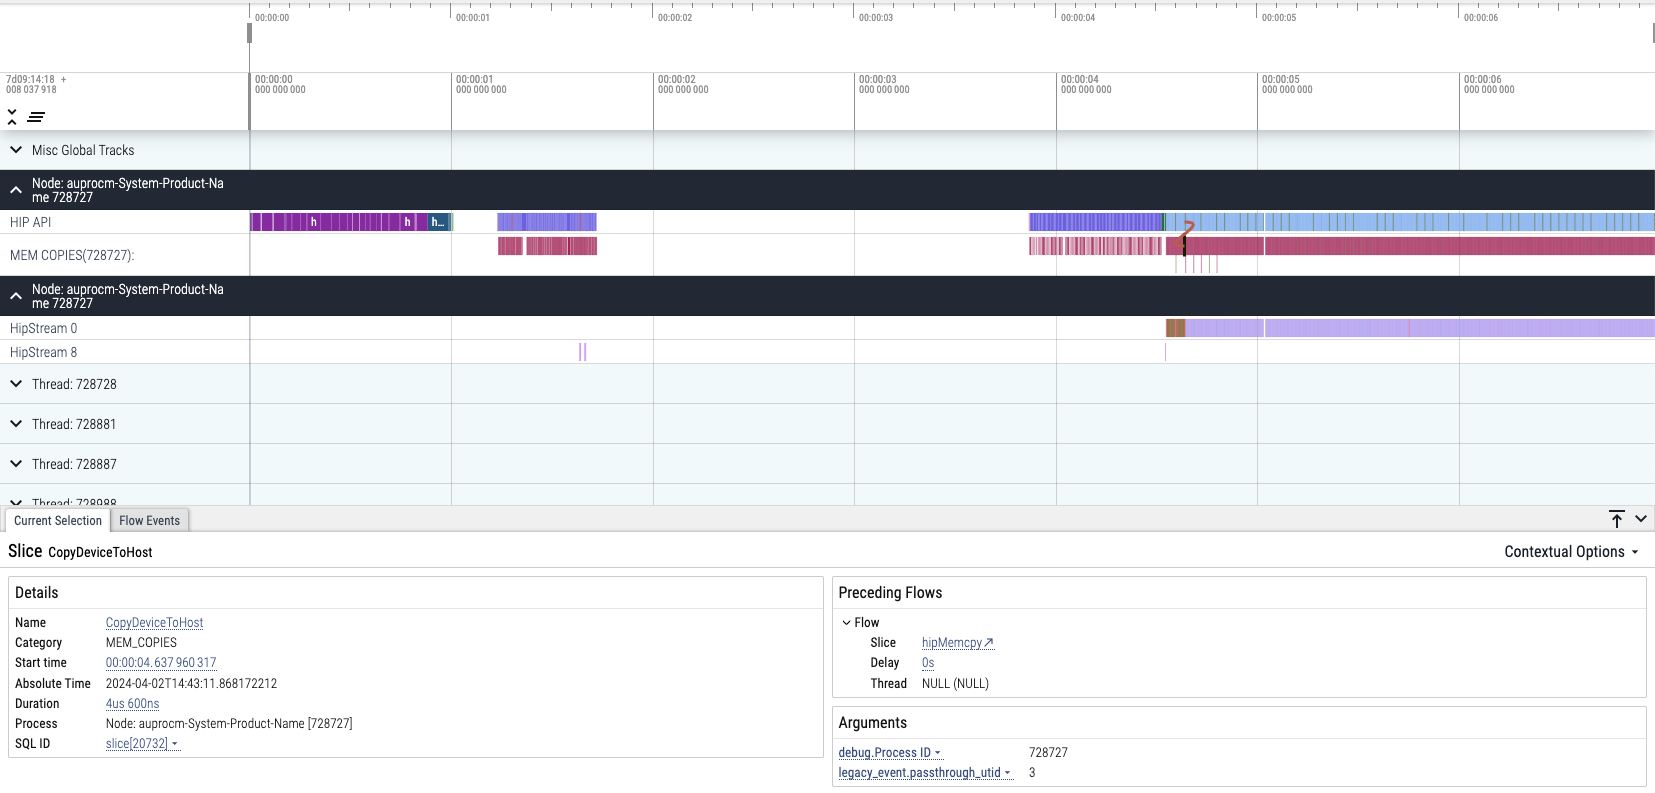 00:00:00 00:00:01 00:00:02 00:00:03 00:00:04 00:00:05 00:00:06
7d09:14:18 + 00:00:00 00:00:01 00:00:02 00:00:03 00:00:04 00:00:05 00:00:06
008 037 918 000 000 000 000 000 000 000 000 000 000 000 000 000 000 000 000 000 000 000 000 000
Misc Global Tracks
Node: auprocm-System-Product-Na
me 728727
HIP API h h h...
MEM COPIES(728727):
Node: auprocm-System-Product-Na
me 728727
HipStream 0
HipStream 8
Thread: 728728
Thread: 728881
Thread: 728887
Thread: 728988
Current Selection Flow Events
Slice CopyDeviceToHost Contextual Options
Details
Name CopyDeviceToHost
Category MEM_COPIES
Start time 00:00:04.637 960 317
Absolute Time 2024-04-02T14:43:11.868172212
Duration 4us 600ns
Process Node: auprocm-System-Product-Name [728727]
SQL ID slice[20732]
Preceding Flows
Flow
Slice hipMemcpy
Delay 0s
Thread NULL (NULL)
Arguments
debug.Process ID 728727
legacy_event.passthrough_utid 3